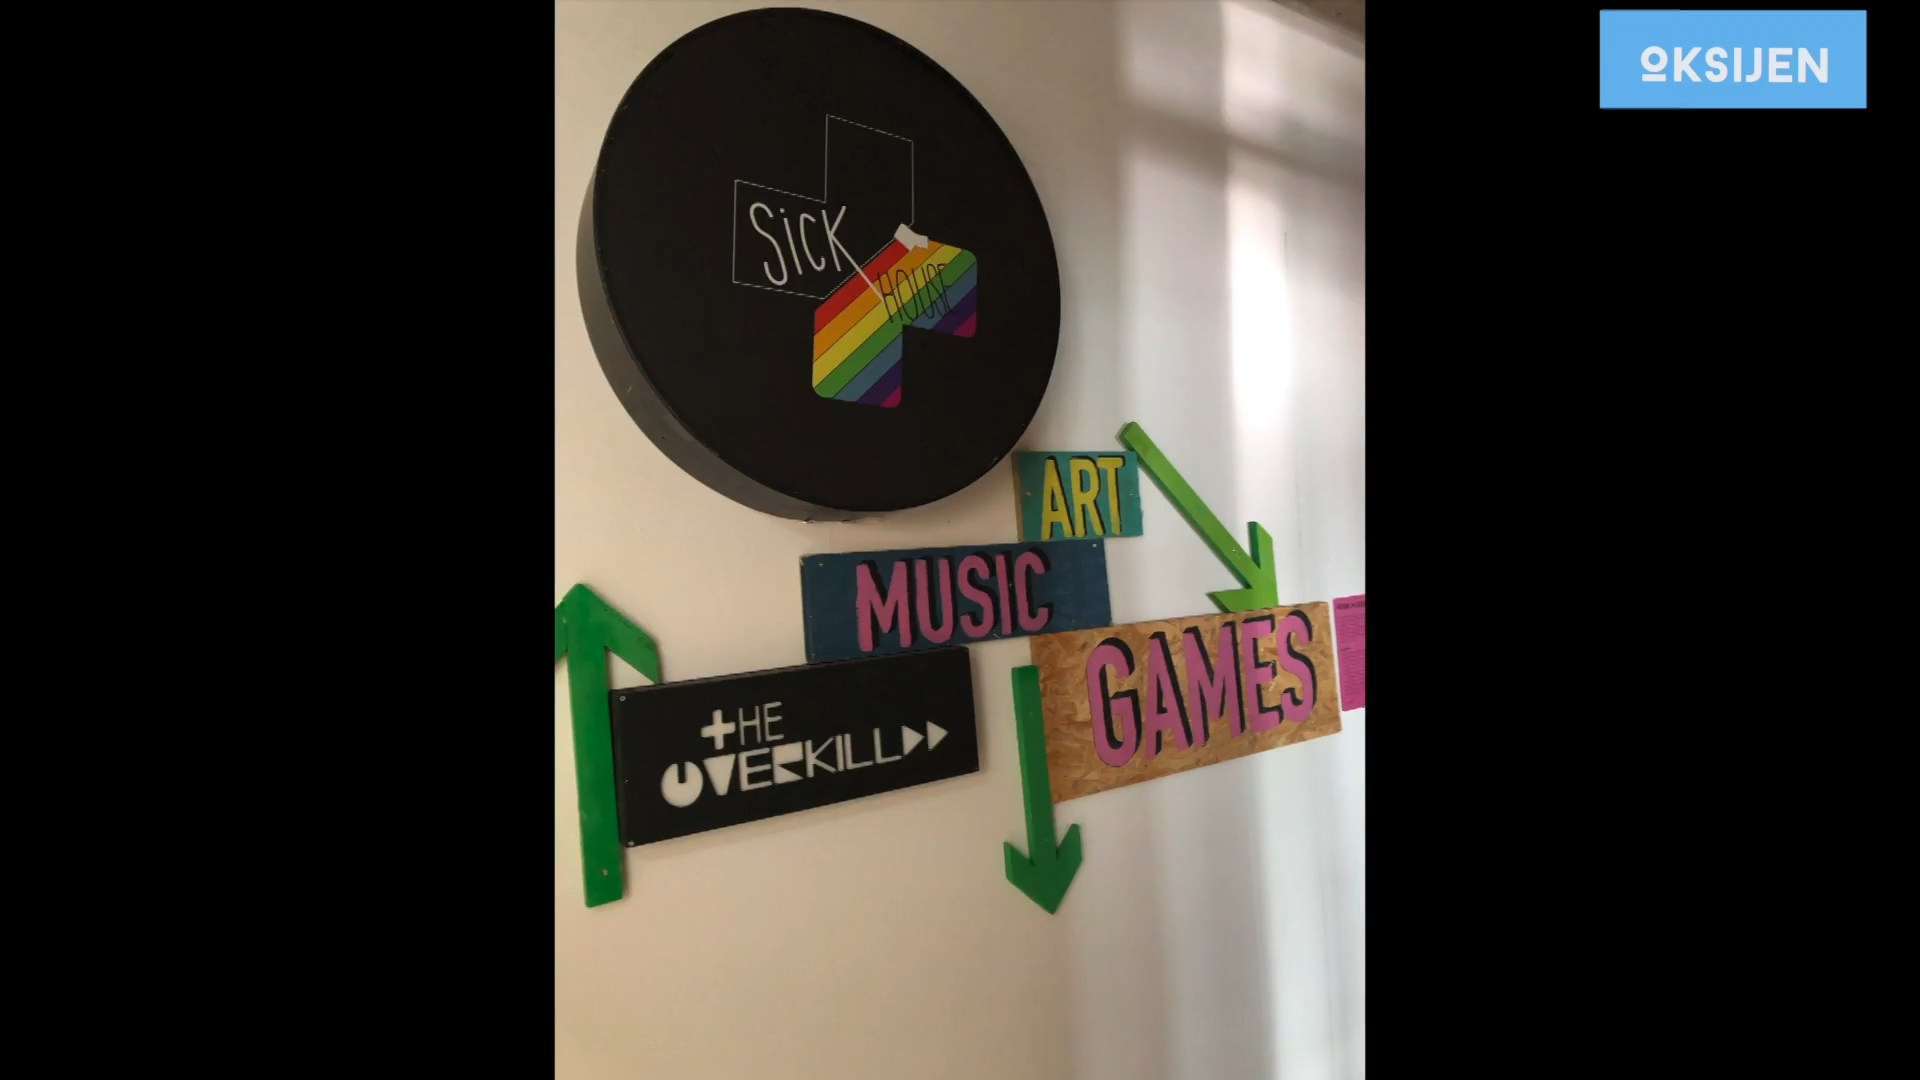 OKSIJEN
SiCK
HOUSE
ART
MUSIC
GAMES
THE
OVERKILL